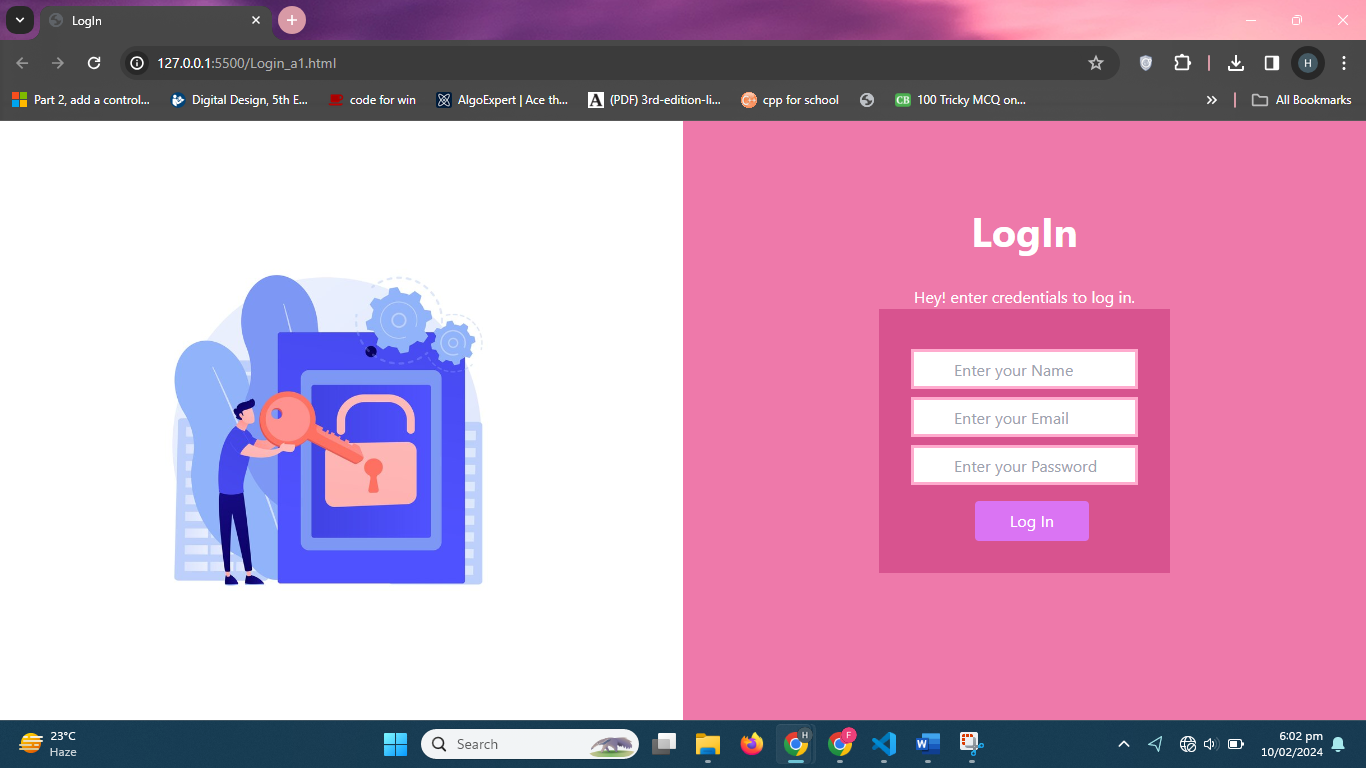 LogIn
127.0.0.1:5500/Login_a1.html
Part 2, add a control...
Digital Design, 5th E...
code for win
AlgoExpert | Ace th...
A
(PDF) 3rd-edition-li...
cpp for school
CB
100 Tricky MCQ on...
»
All Bookmarks
H
LogIn
Hey! enter credentials to log in.
Enter your Name
Enter your Email
Enter your Password
Log In
23°C
Haze
Search
H
F
W
6:02 pm
10/02/2024